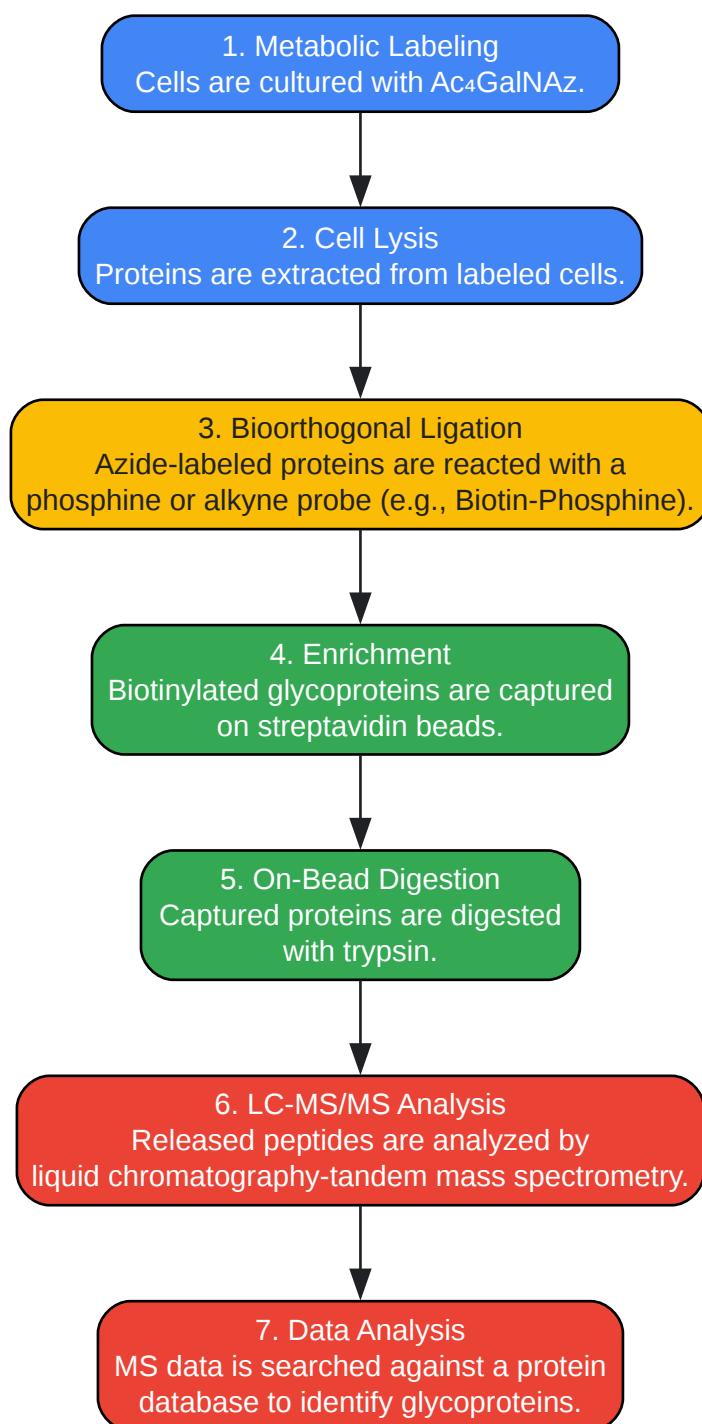 1. Metabolic Labeling
Cells are cultured with Ac₄GalNAz.
2. Cell Lysis
Proteins are extracted from labeled cells.
3. Bioorthogonal Ligation
Azide-labeled proteins are reacted with a
phosphine or alkyne probe (e.g., Biotin-Phosphine).
4. Enrichment
Biotinylated glycoproteins are captured
on streptavidin beads.
5. On-Bead Digestion
Captured proteins are digested
with trypsin.
6. LC-MS/MS Analysis
Released peptides are analyzed by
liquid chromatography-tandem mass spectrometry.
7. Data Analysis
MS data is searched against a protein
database to identify glycoproteins.